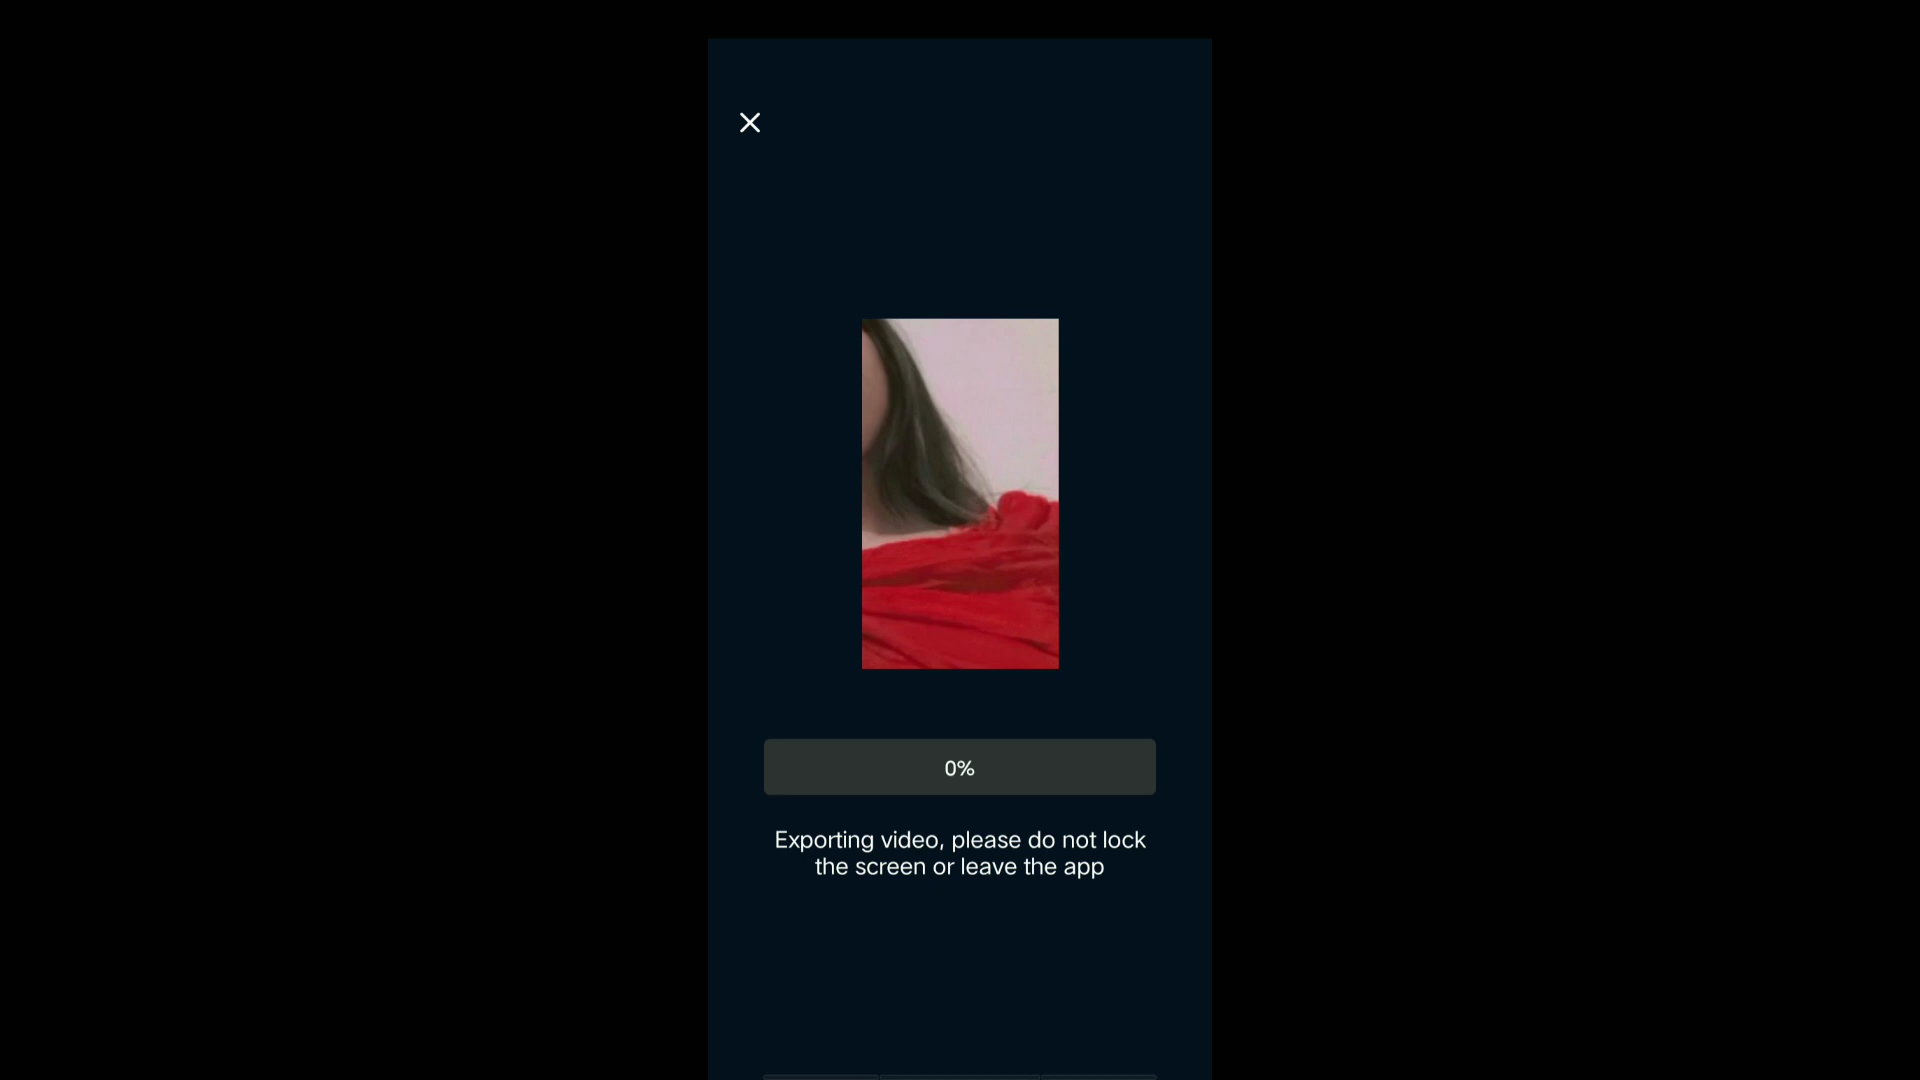 0%
Exporting video, please do not lock
the screen or leave the app